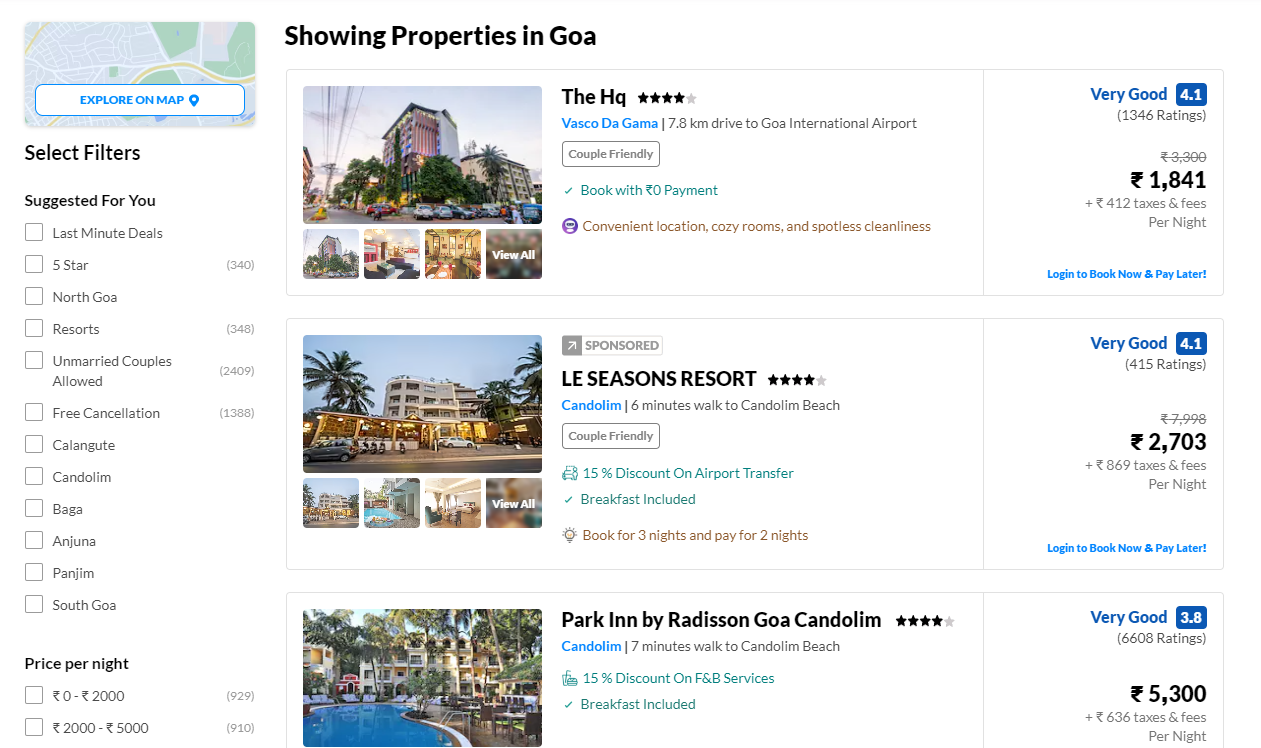 EXPLORE ON MAP
Select Filters
Suggested For You
Last Minute Deals
5 Star (340)
North Goa
Resorts (348)
Unmarried Couples
Allowed (2409)
Free Cancellation (1388)
Calangute
Candolim
Baga
Anjuna
Panjim
South Goa
Price per night
₹ 0 - ₹ 2000 (929)
₹ 2000 - ₹ 5000 (910)
Showing Properties in Goa
The Hq
Vasco Da Gama | 7.8 km drive to Goa International Airport
Couple Friendly
✓ Book with ₹0 Payment
Convenient location, cozy rooms, and spotless cleanliness
View All
Very Good 4.1
(1346 Ratings)
₹ 3,300
₹ 1,841
+ ₹ 412 taxes & fees
Per Night
Login to Book Now & Pay Later!
SPONSORED
LE SEASONS RESORT
Candolim | 6 minutes walk to Candolim Beach
Couple Friendly
15 % Discount On Airport Transfer
✓ Breakfast Included
Book for 3 nights and pay for 2 nights
View All
Very Good 4.1
(415 Ratings)
₹ 7,998
₹ 2,703
+ ₹ 869 taxes & fees
Per Night
Login to Book Now & Pay Later!
Park Inn by Radisson Goa Candolim
Candolim | 7 minutes walk to Candolim Beach
15 % Discount On F&B Services
✓ Breakfast Included
Very Good 3.8
(6608 Ratings)
₹ 5,300
+ ₹ 636 taxes & fees
Per Night